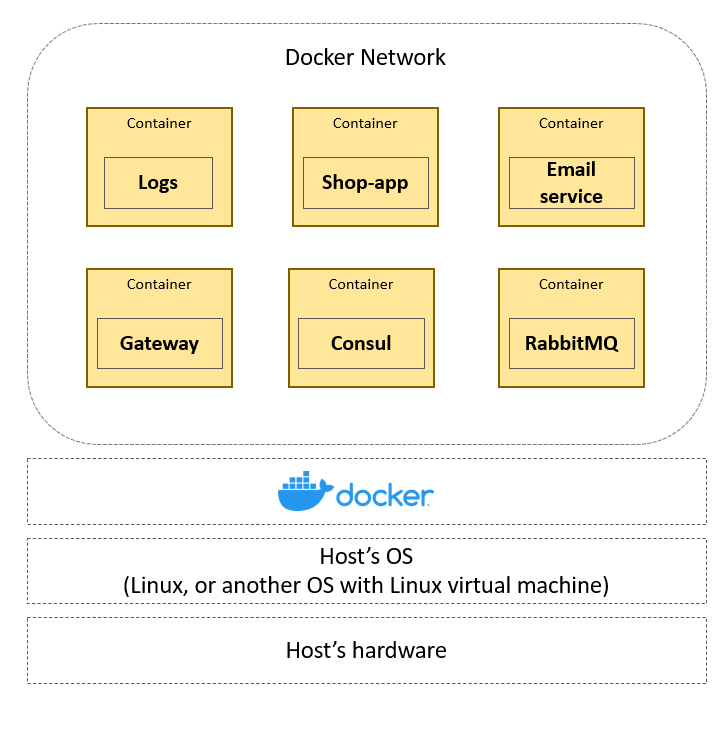 Docker Network
Container
Logs
Container
Shop-app
Container
Email
service
Container
Gateway
Container
Consul
Container
RabbitMQ
docker
Host's OS
(Linux, or another OS with Linux virtual machine)
Host's hardware